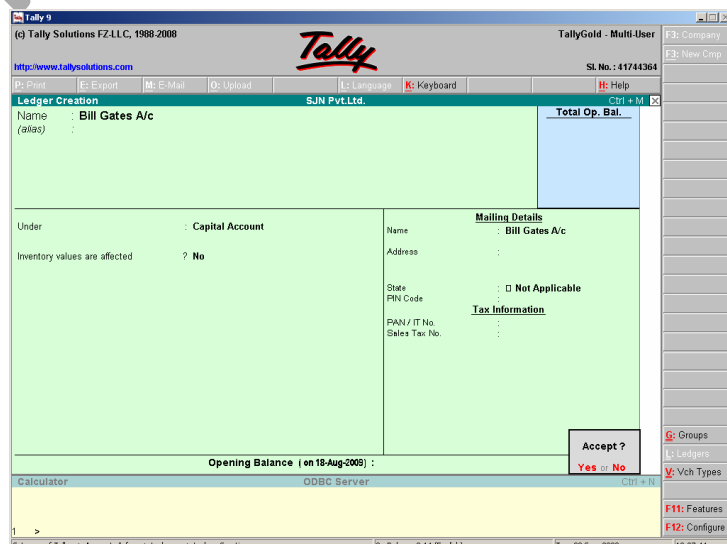 Tally 9
(c) Tally Solutions FZ-LLC, 1988-2008
Tally
TallyGold - Multi-User
http://www.tallysolutions.com
Sl. No. : 41744364
F3: Company
F3: New Cmp
P: Print E: Export M: E-Mail O: Upload L: Language K: Keyboard H: Help
Ledger Creation SJN Pvt.Ltd. Ctrl + M
Name : Bill Gates A/c
(alias) :
Total Op. Bal.
Under : Capital Account
Inventory values are affected ? No
Mailing Details
Name : Bill Gates A/c
Address :
State : Not Applicable
PIN Code :
Tax Information
PAN / IT No. :
Sales Tax No. :
Accept ?
Yes or No
Opening Balance ( on 18-Aug-2009) :
G: Groups
L: Ledgers
V: Vch Types
F11: Features
F12: Configure
Calculator ODBC Server Ctrl + N
1 >